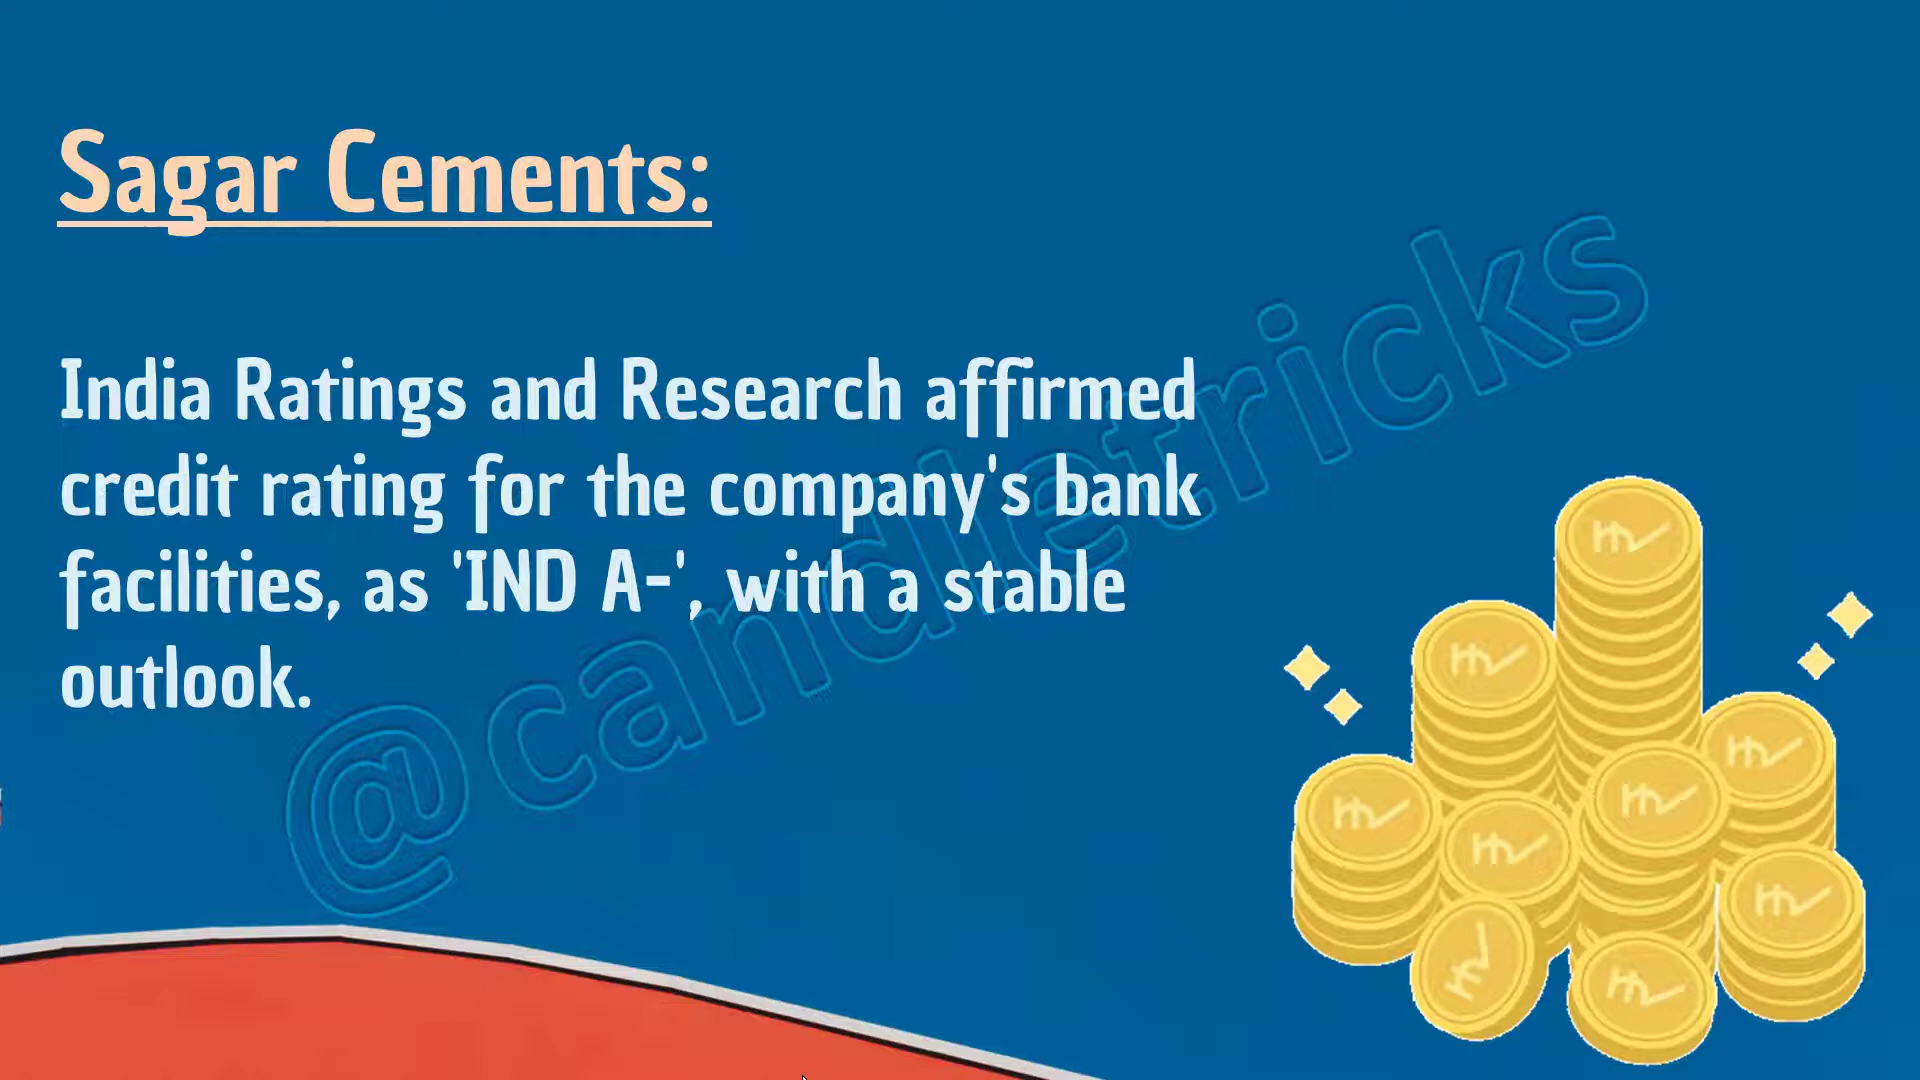 Sagar Cements:
India Ratings and Research affirmed
credit rating for the company's bank
facilities, as 'IND A-', with a stable
outlook.
@candletricks